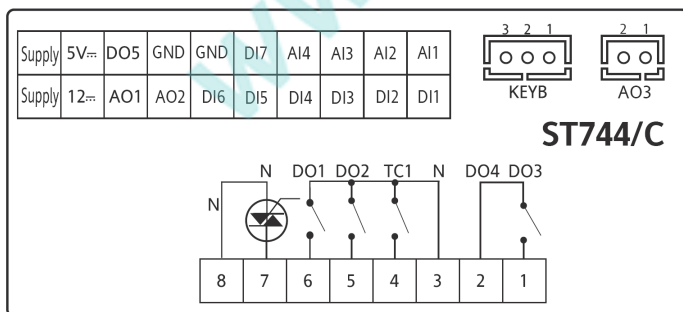 3 2 1
2 1
Supply 5V⎓ DO5 GND GND DI7 AI4 AI3 AI2 AI1
Supply 12⎓ AO1 AO2 DI6 DI5 DI4 DI3 DI2 DI1
KEYB
AO3
ST744/C
N DO1 DO2 TC1 N DO4 DO3
N
8 7 6 5 4 3 2 1